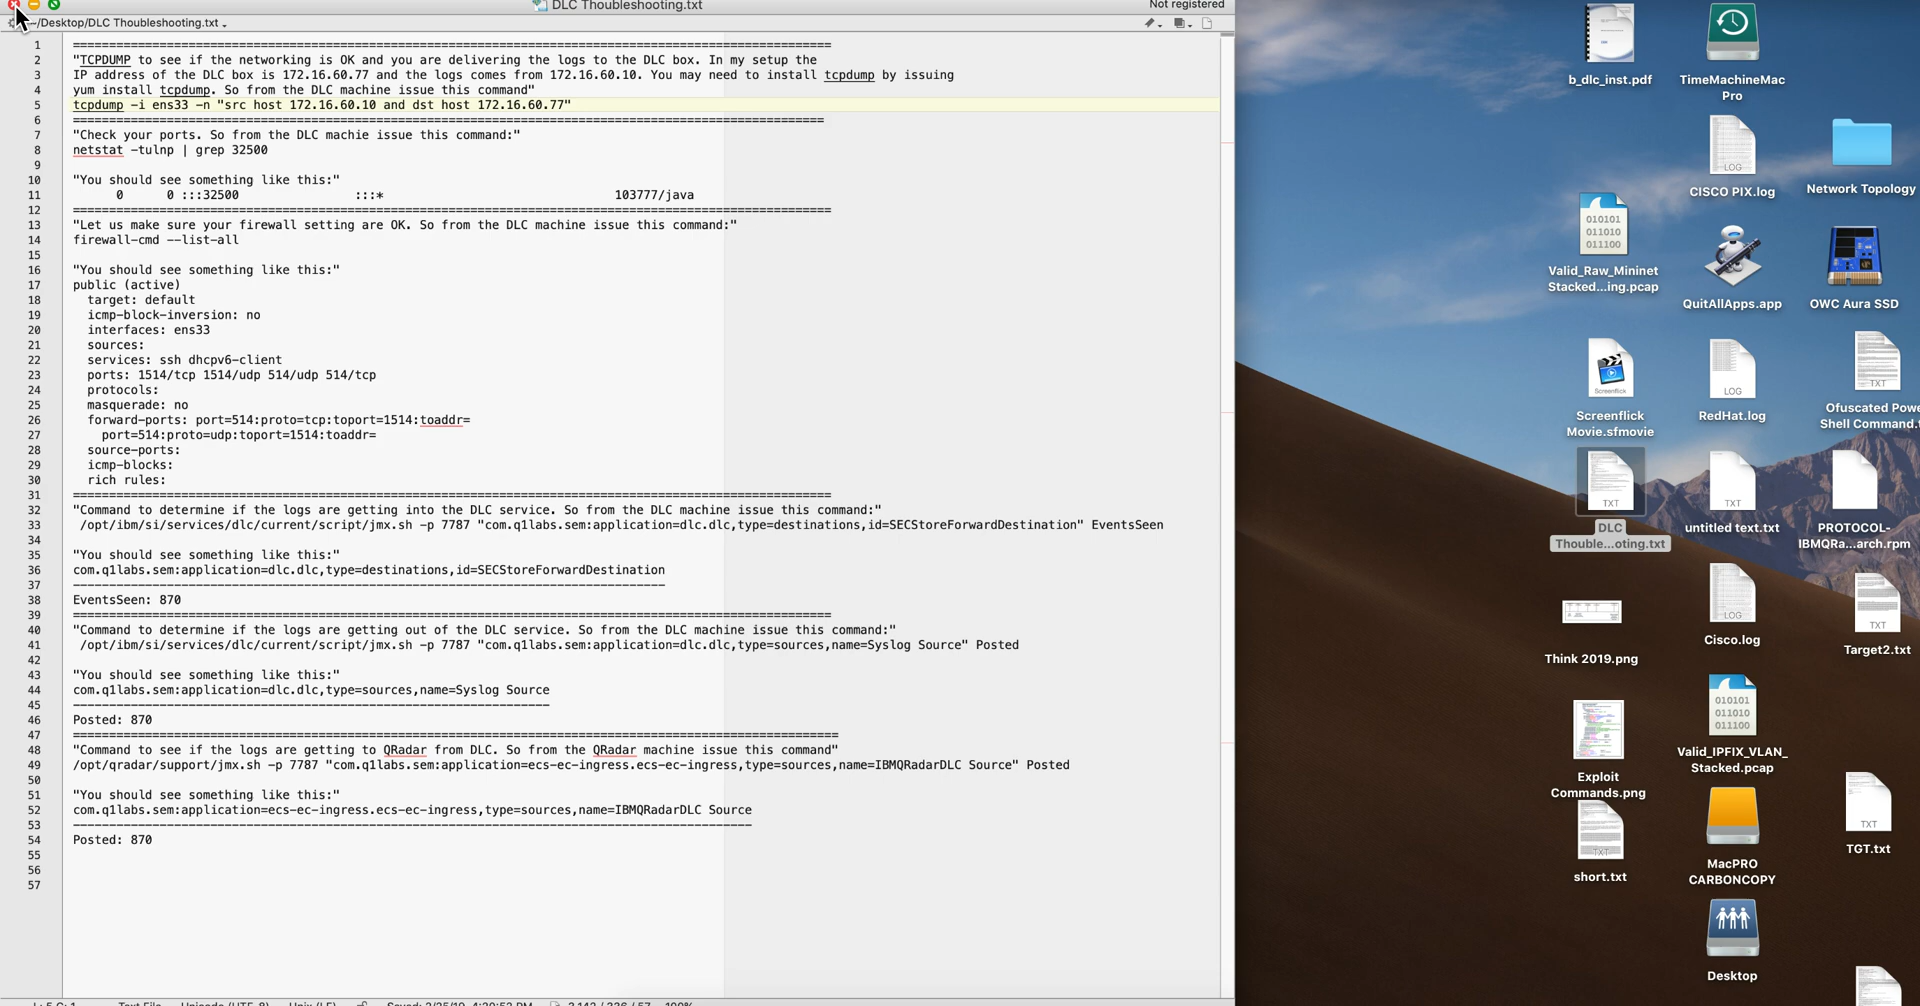 DLC Thoubleshooting.txt
Not registered
~/Desktop/DLC Thoubleshooting.txt
1 ================================================================================
2 "TCPDUMP to see if the networking is OK and you are delivering the logs to the DLC box. In my setup the
3 IP address of the DLC box is 172.16.60.77 and the logs comes from 172.16.60.10. You may need to install tcpdump by issuing
4 yum install tcpdump. So from the DLC machine issue this command"
5 tcpdump -i ens33 -n "src host 172.16.60.10 and dst host 172.16.60.77"
6 ================================================================================
7 "Check your ports. So from the DLC machie issue this command:"
8 netstat -tulnp | grep 32500
9
10 "You should see something like this:"
11 0 0 :::32500 :::* 103777/java
12 ================================================================================
13 "Let us make sure your firewall setting are OK. So from the DLC machine issue this command:"
14 firewall-cmd --list-all
15
16 "You should see something like this:"
17 public (active)
18 target: default
19 icmp-block-inversion: no
20 interfaces: ens33
21 sources:
22 services: ssh dhcpv6-client
23 ports: 1514/tcp 1514/udp 514/udp 514/tcp
24 protocols:
25 masquerade: no
26 forward-ports: port=514:proto=tcp:toport=1514:toaddr=
27 port=514:proto=udp:toport=1514:toaddr=
28 source-ports:
29 icmp-blocks:
30 rich rules:
31 ================================================================================
32 "Command to determine if the logs are getting into the DLC service. So from the DLC machine issue this command:"
33 /opt/ibm/si/services/dlc/current/script/jmx.sh -p 7787 "com.q1labs.sem:application=dlc.dlc,type=destinations,id=SECStoreForwardDestination" EventsSeen
34
35 "You should see something like this:"
36 com.q1labs.sem:application=dlc.dlc,type=destinations,id=SECStoreForwardDestination
37 ----------------------------------------------------------------------------------
38 EventsSeen: 870
39 ================================================================================
40 "Command to determine if the logs are getting out of the DLC service. So from the DLC machine issue this command:"
41 /opt/ibm/si/services/dlc/current/script/jmx.sh -p 7787 "com.q1labs.sem:application=dlc.dlc,type=sources,name=Syslog Source" Posted
42
43 "You should see something like this:"
44 com.q1labs.sem:application=dlc.dlc,type=sources,name=Syslog Source
45 ------------------------------------------------------------------
46 Posted: 870
47 ================================================================================
48 "Command to see if the logs are getting to QRadar from DLC. So from the QRadar machine issue this command"
49 /opt/qradar/support/jmx.sh -p 7787 "com.q1labs.sem:application=ecs-ec-ingress.ecs-ec-ingress,type=sources,name=IBMQRadarDLC Source" Posted
50
51 "You should see something like this:"
52 com.q1labs.sem:application=ecs-ec-ingress.ecs-ec-ingress,type=sources,name=IBMQRadarDLC Source
53 ----------------------------------------------------------------------------------------------
54 Posted: 870
55
56
57
b_dlc_inst.pdf
TimeMachineMac
Pro
LOG
CISCO PIX.log
Network Topology
010101
011010
011100
Valid_Raw_Mininet
Stacked...ing.pcap
QuitAllApps.app
OWC Aura SSD
Screenflick
Screenflick
Movie.sfmovie
LOG
RedHat.log
TXT
Ofuscated Powe
Shell Command.t
TXT
DLC
Thouble...oting.txt
TXT
untitled text.txt
PROTOCOL-
IBMQRa...arch.rpm
Think 2019.png
LOG
Cisco.log
TXT
Target2.txt
Exploit
Commands.png
010101
011010
011100
Valid_IPFIX_VLAN_
Stacked.pcap
TXT
TGT.txt
TXT
short.txt
MacPRO
CARBONCOPY
Desktop